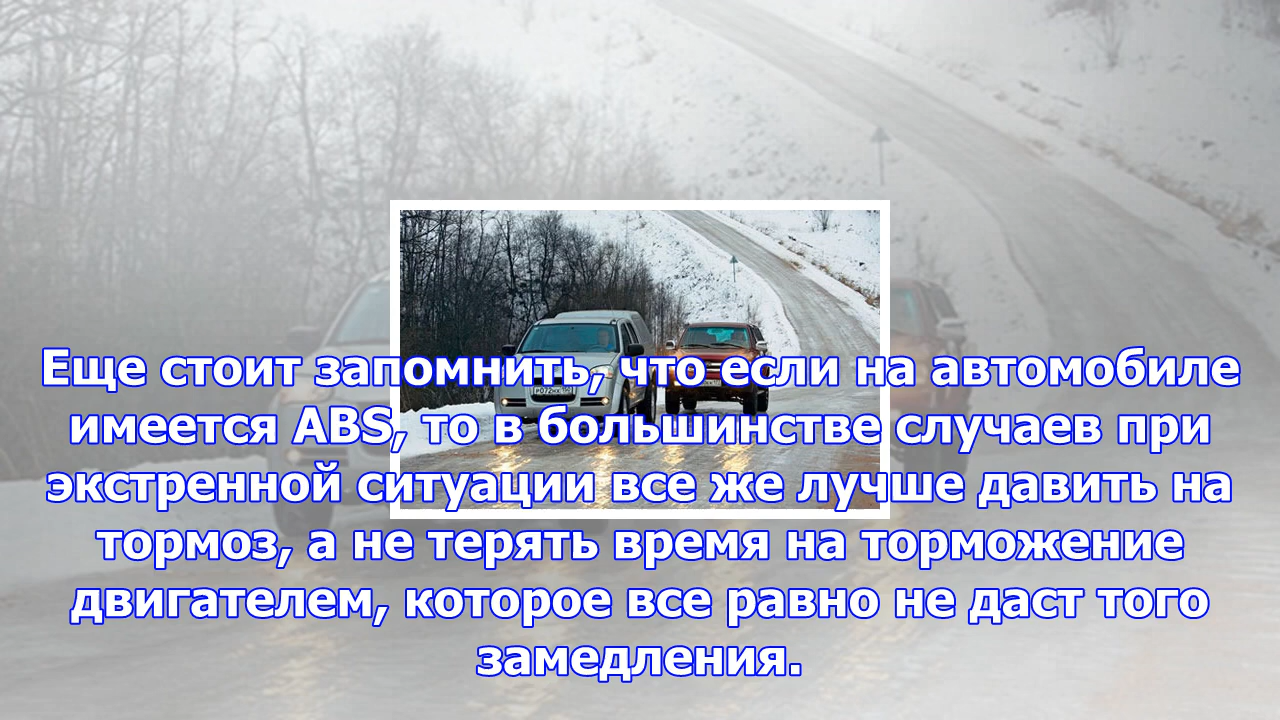 Еще стоит запомнить, что если на автомобиле
имеется ABS, то в большинстве случаев при
экстренной ситуации все же лучше давить на
тормоз, а не терять время на торможение
двигателем, которое все равно не даст того
замедления.